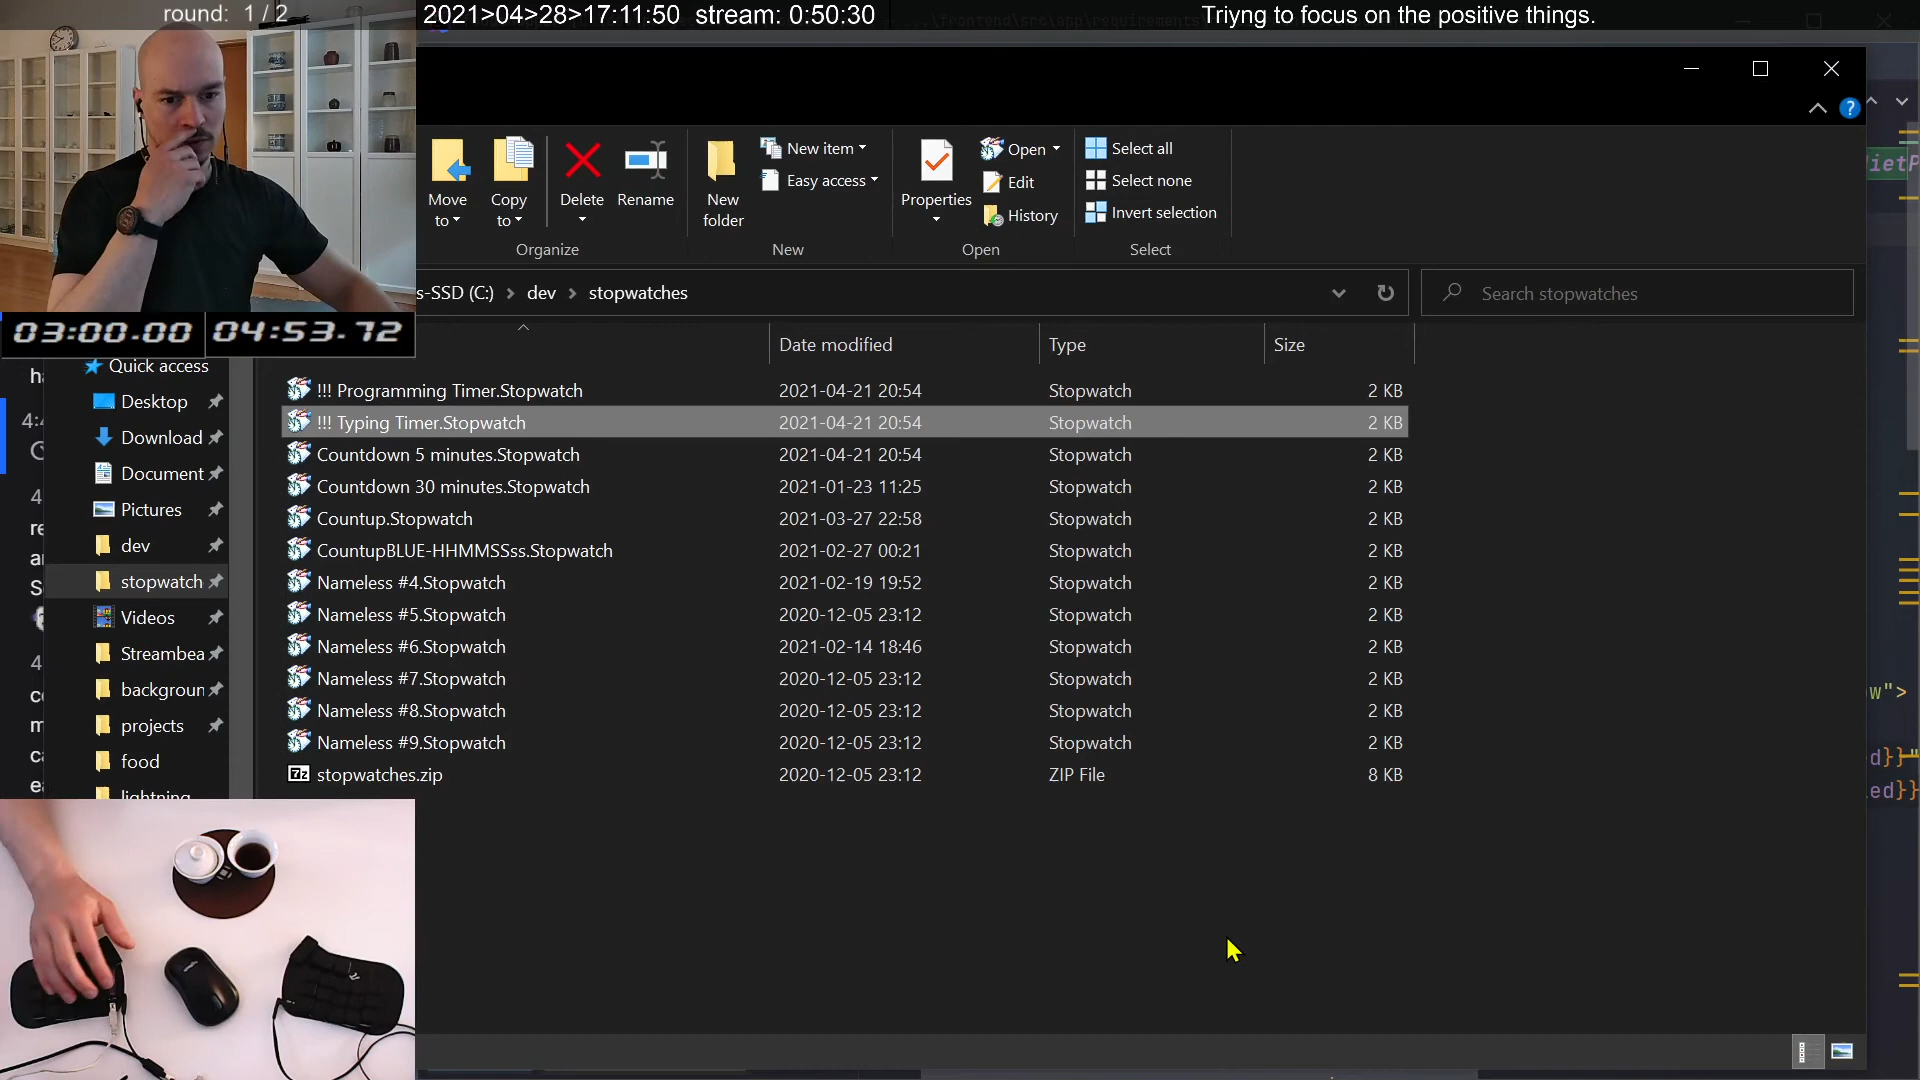 round: 1 / 2
2021>04>28>17:11:50 stream: 0:50:30
Triyng to focus on the positive things.
Move to
Copy to
Delete
Rename
Organize
New folder
New item
Easy access
New
Properties
Open
Edit
History
Open
Select all
Select none
Invert selection
Select
s-SSD (C:) > dev > stopwatches
Search stopwatches
03:00.00 04:53.72
Date modified Type Size
Quick access
Desktop
Download
Document
Pictures
dev
stopwatch
Videos
Streambea
backgroun
projects
food
lightning
!!! Programming Timer.Stopwatch 2021-04-21 20:54 Stopwatch 2 KB
!!! Typing Timer.Stopwatch 2021-04-21 20:54 Stopwatch 2 KB
Countdown 5 minutes.Stopwatch 2021-04-21 20:54 Stopwatch 2 KB
Countdown 30 minutes.Stopwatch 2021-01-23 11:25 Stopwatch 2 KB
Countup.Stopwatch 2021-03-27 22:58 Stopwatch 2 KB
CountupBLUE-HHMMSSss.Stopwatch 2021-02-27 00:21 Stopwatch 2 KB
Nameless #4.Stopwatch 2021-02-19 19:52 Stopwatch 2 KB
Nameless #5.Stopwatch 2020-12-05 23:12 Stopwatch 2 KB
Nameless #6.Stopwatch 2021-02-14 18:46 Stopwatch 2 KB
Nameless #7.Stopwatch 2020-12-05 23:12 Stopwatch 2 KB
Nameless #8.Stopwatch 2020-12-05 23:12 Stopwatch 2 KB
Nameless #9.Stopwatch 2020-12-05 23:12 Stopwatch 2 KB
stopwatches.zip 2020-12-05 23:12 ZIP File 8 KB
ietP
w">
d}}"
ed}}